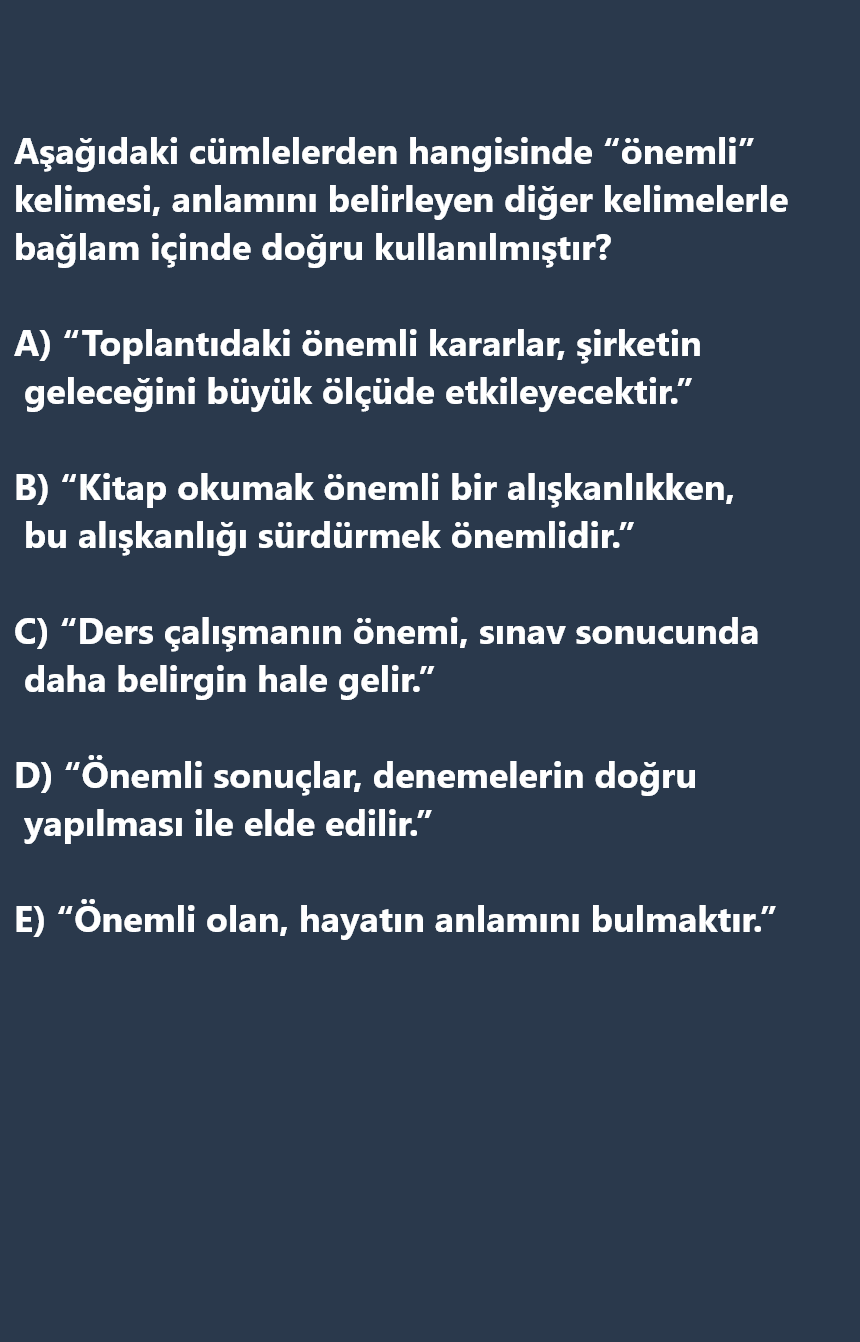 Aşağıdaki cümlelerden hangisinde “önemli”
kelimesi, anlamını belirleyen diğer kelimelerle
bağlam içinde doğru kullanılmıştır?
A) “Toplantıdaki önemli kararlar, şirketin
geleceğini büyük ölçüde etkileyecektir.”
B) “Kitap okumak önemli bir alışkanlıkken,
bu alışkanlığı sürdürmek önemlidir.”
C) “Ders çalışmanın önemi, sınav sonucunda
daha belirgin hale gelir.”
D) “Önemli sonuçlar, denemelerin doğru
yapılması ile elde edilir.”
E) “Önemli olan, hayatın anlamını bulmaktır.”